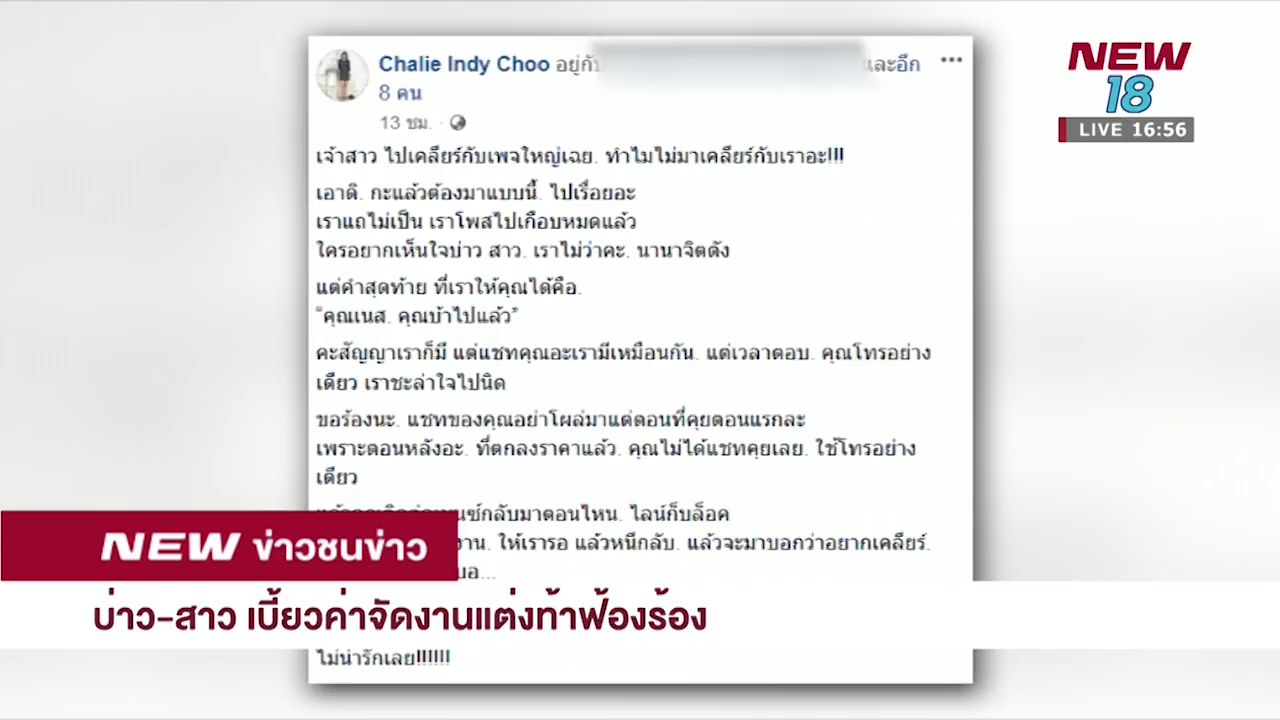 Chalie Indy Choo อยู่กับ และอีก
8 คน
13 ชม.
NEW
18
LIVE 16:56
เจ้าสาว ไปเคลียร์กับเพจใหญ่เฉย. ทำไมไม่มาเคลียร์กับเราอะ!!!
เอาดิ. กะแล้วต้องมาแบบนี้. ไปเรื่อยอะ
เราแถไม่เป็น เราโพสไปเกือบหมดแล้ว
ใครอยากเห็นใจบ่าว สาว. เราไม่ว่าคะ. นานาจิตตัง
แต่คำสุดท้าย ที่เราให้คุณได้คือ.
“คุณเนส. คุณบ้าไปแล้ว”
คะสัญญาเราก็มี แต่แชทคุณอะเรามีเหมือนกัน. แต่เวลาตอบ. คุณโทรอย่าง
เดียว เราชะล่าใจไปนิด
ขอร้องนะ. แชทของคุณอย่าโผล่มาแต่ตอนที่คุยตอนแรกละ
เพราะตอนหลังอะ. ที่ตกลงราคาแล้ว. คุณไม่ได้แชทคุยเลย. ใช้โทรอย่าง
เดียว
กลับมาตอนไหน. ไลน์ก็บล็อค
งาน. ให้เรารอ แล้วหนีกลับ. แล้วจะมาบอกว่าอยากเคลียร์.
NEW ข่าวชนข่าว
บ่าว-สาว เบี้ยวค่าจัดงานแต่งท้าฟ้องร้อง
ไม่น่ารักเลย!!!!!!!